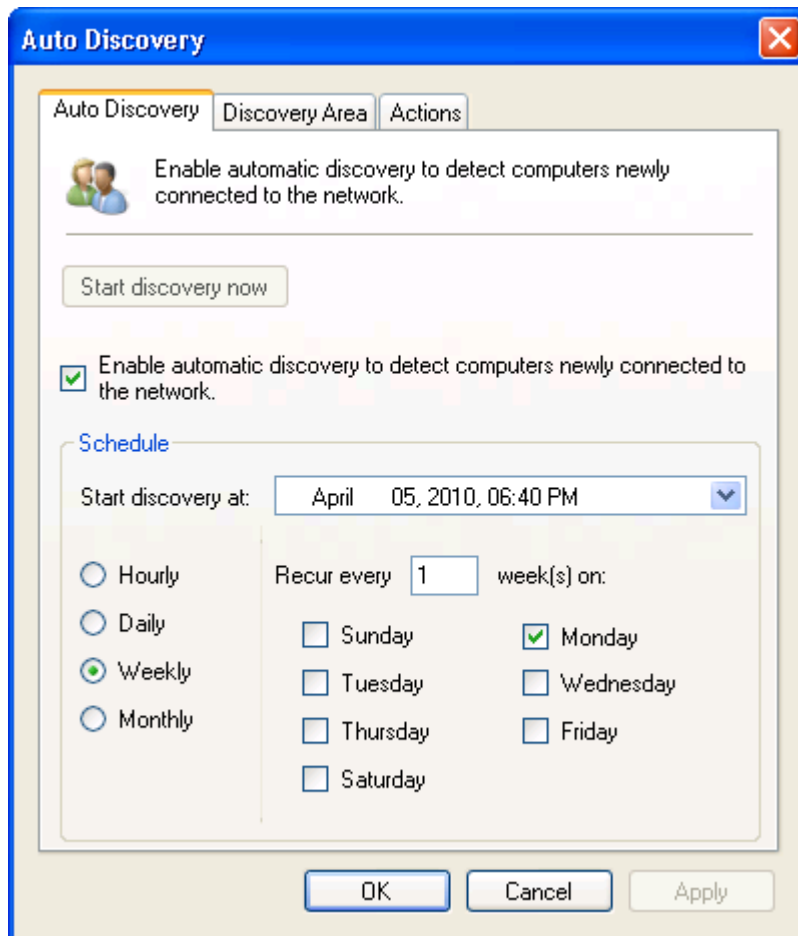 Auto Discovery
Auto Discovery
Discovery Area
Actions
Enable automatic discovery to detect computers newly
connected to the network.
Start discovery now
Enable automatic discovery to detect computers newly connected to
the network.
Schedule
Start discovery at:
April 05, 2010, 06:40 PM
Hourly
Daily
Weekly
Monthly
Recur every 1 week(s) on:
Sunday
Monday
Tuesday
Wednesday
Thursday
Friday
Saturday
OK
Cancel
Apply